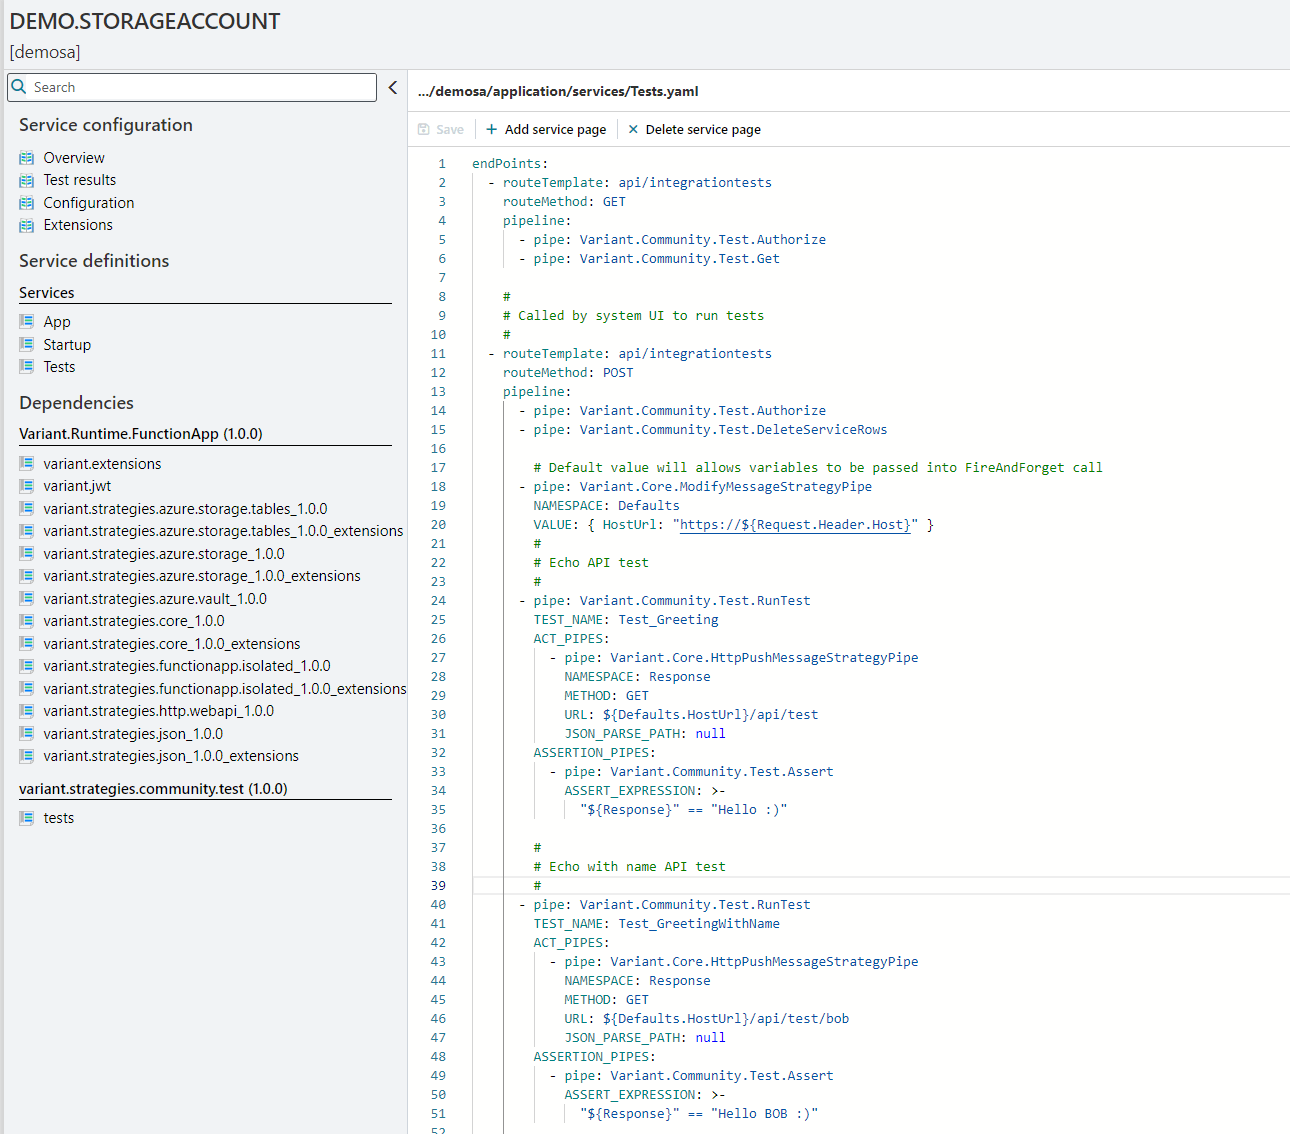 DEMO.STORAGEACCOUNT
[demosa]
Search
Service configuration
Overview
Test results
Configuration
Extensions
Service definitions
Services
App
Startup
Tests
Dependencies
Variant.Runtime.FunctionApp (1.0.0)
variant.extensions
variant.jwt
variant.strategies.azure.storage.tables_1.0.0
variant.strategies.azure.storage.tables_1.0.0_extensions
variant.strategies.azure.storage_1.0.0
variant.strategies.azure.storage_1.0.0_extensions
variant.strategies.azure.vault_1.0.0
variant.strategies.core_1.0.0
variant.strategies.core_1.0.0_extensions
variant.strategies.functionapp.isolated_1.0.0
variant.strategies.functionapp.isolated_1.0.0_extensions
variant.strategies.http.webapi_1.0.0
variant.strategies.json_1.0.0
variant.strategies.json_1.0.0_extensions
variant.strategies.community.test (1.0.0)
tests
.../demosa/application/services/Tests.yaml
Save + Add service page × Delete service page
1 endPoints:
2 - routeTemplate: api/integrationtests
3 routeMethod: GET
4 pipeline:
5 - pipe: Variant.Community.Test.Authorize
6 - pipe: Variant.Community.Test.Get
7
8 #
9 # Called by system UI to run tests
10 #
11 - routeTemplate: api/integrationtests
12 routeMethod: POST
13 pipeline:
14 - pipe: Variant.Community.Test.Authorize
15 - pipe: Variant.Community.Test.DeleteServiceRows
16
17 # Default value will allows variables to be passed into FireAndForget call
18 - pipe: Variant.Core.ModifyMessageStrategyPipe
19 NAMESPACE: Defaults
20 VALUE: { HostUrl: "https://${Request.Header.Host}" }
21 #
22 # Echo API test
23 #
24 - pipe: Variant.Community.Test.RunTest
25 TEST_NAME: Test_Greeting
26 ACT_PIPES:
27 - pipe: Variant.Core.HttpPushMessageStrategyPipe
28 NAMESPACE: Response
29 METHOD: GET
30 URL: ${Defaults.HostUrl}/api/test
31 JSON_PARSE_PATH: null
32 ASSERTION_PIPES:
33 - pipe: Variant.Community.Test.Assert
34 ASSERT_EXPRESSION: >-
35 "${Response}" == "Hello :)"
36
37 #
38 # Echo with name API test
39 #
40 - pipe: Variant.Community.Test.RunTest
41 TEST_NAME: Test_GreetingWithName
42 ACT_PIPES:
43 - pipe: Variant.Core.HttpPushMessageStrategyPipe
44 NAMESPACE: Response
45 METHOD: GET
46 URL: ${Defaults.HostUrl}/api/test/bob
47 JSON_PARSE_PATH: null
48 ASSERTION_PIPES:
49 - pipe: Variant.Community.Test.Assert
50 ASSERT_EXPRESSION: >-
51 "${Response}" == "Hello BOB :)"
52